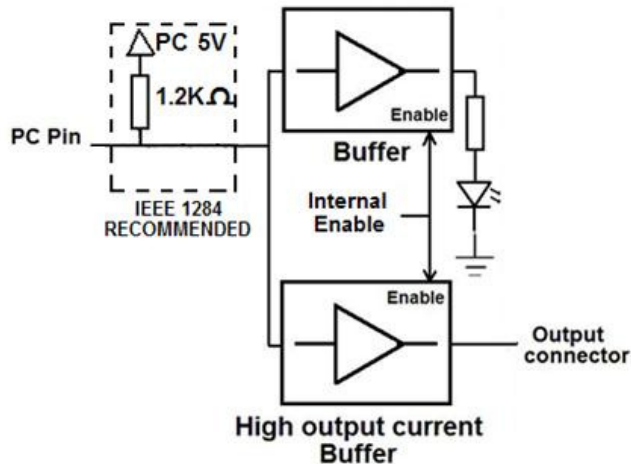 PC 5V
1.2KΩ
PC Pin
IEEE 1284
RECOMMENDED
Enable
Buffer
Internal
Enable
Enable
Output
connector
High output current
Buffer